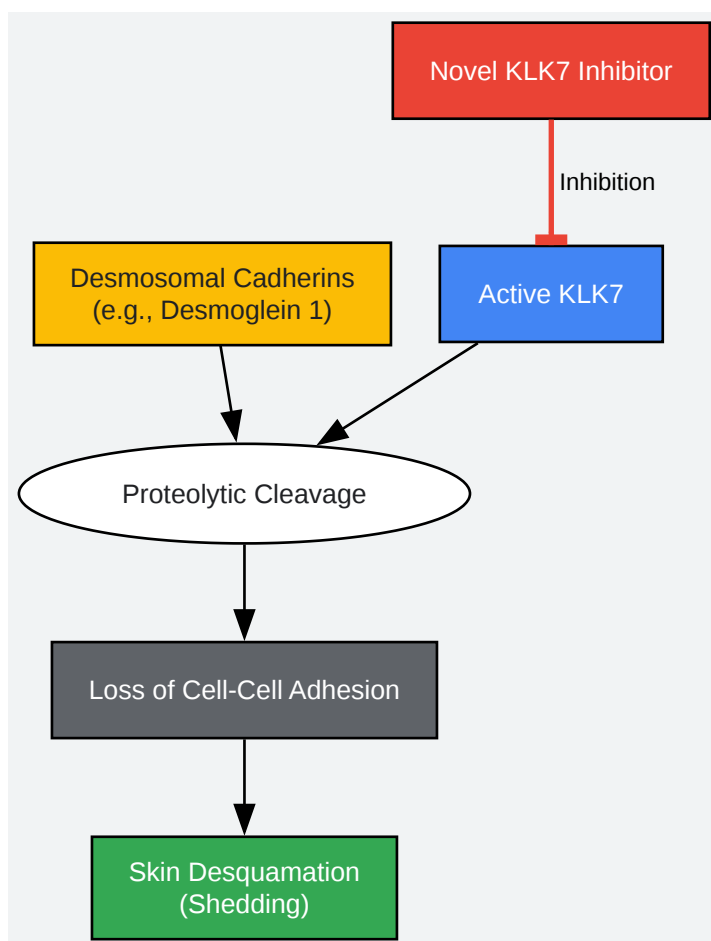 Novel KLK7 Inhibitor
Inhibition
Desmosomal Cadherins
(e.g., Desmoglein 1)
Active KLK7
Proteolytic Cleavage
Loss of Cell-Cell Adhesion
Skin Desquamation
(Shedding)